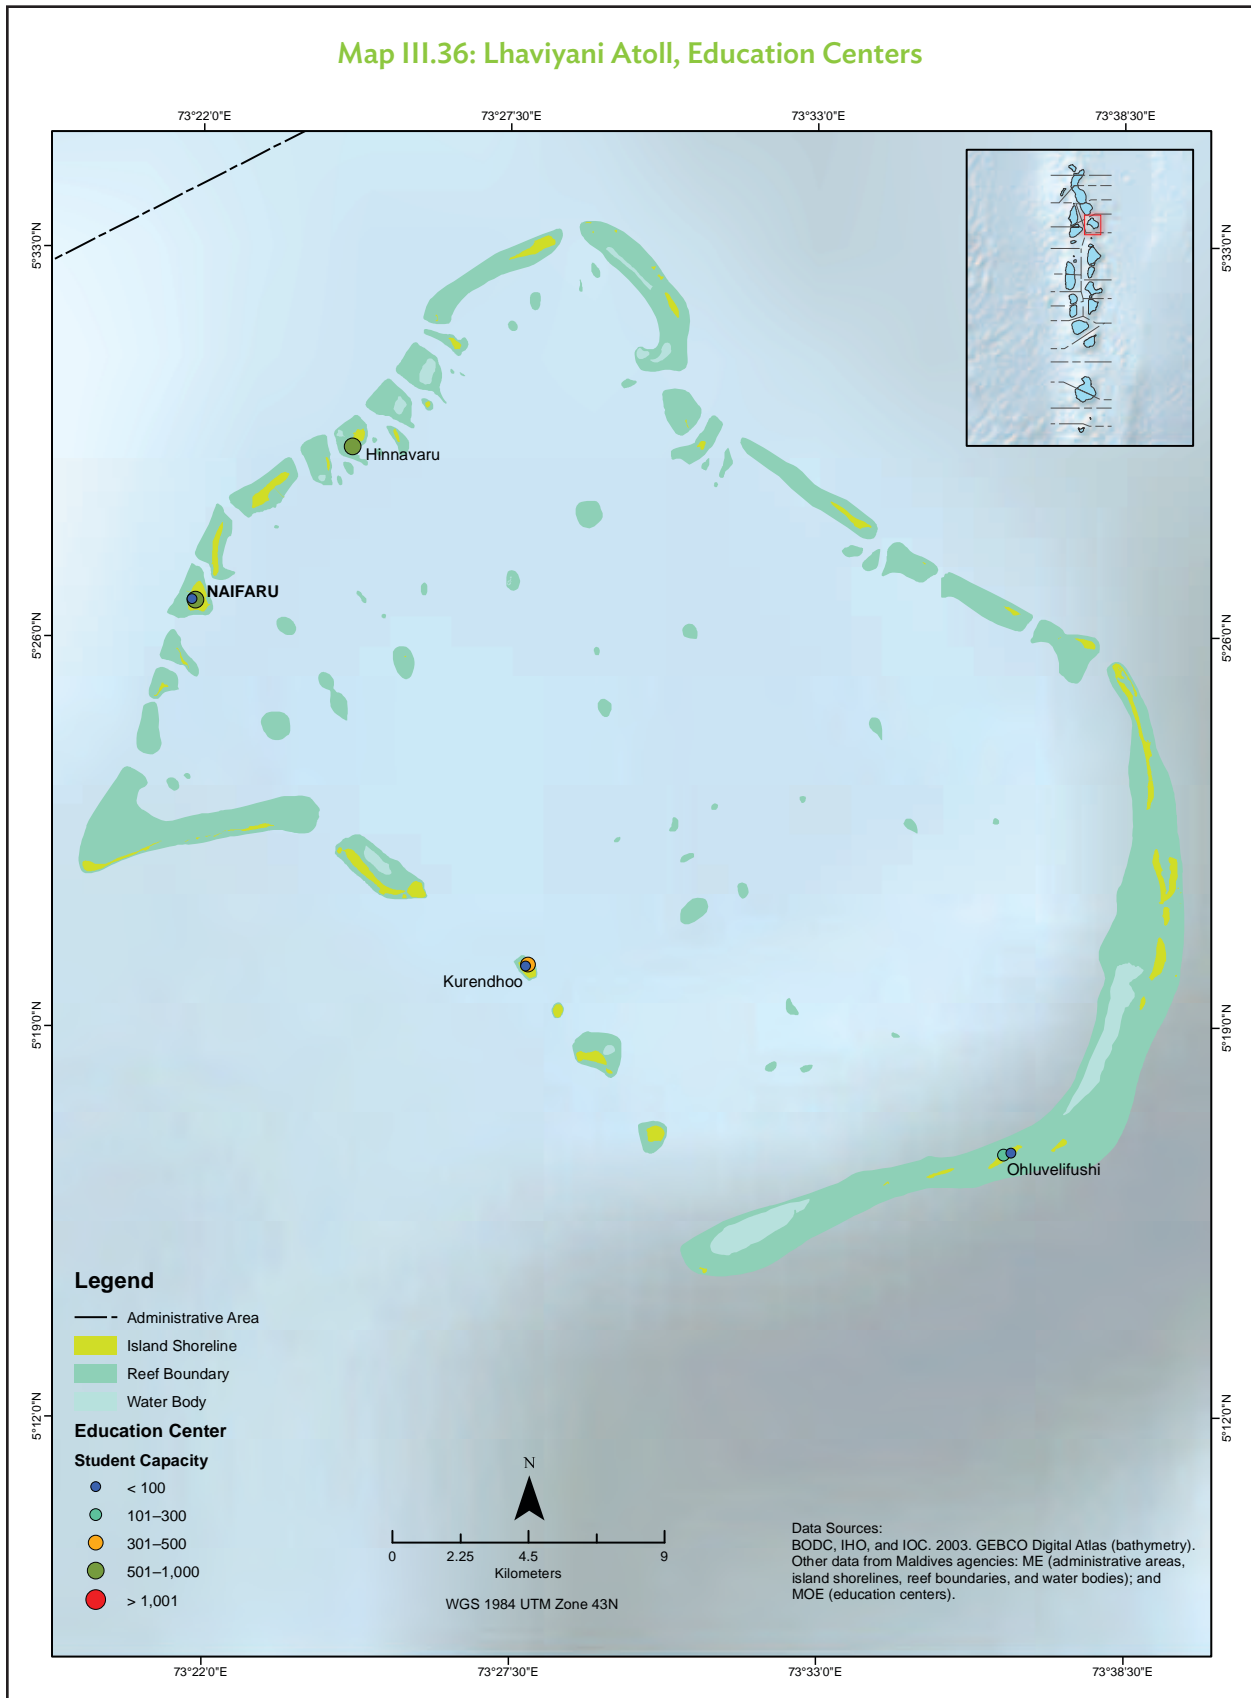 Map III.36: Lhaviyani Atoll, Education Centers
73°22'0"E
73°27'30"E
73°33'0"E
73°38'30"E
5°33'0"N
5°33'0"N
Hinnavaru
NAIFARU
5°26'0"N
5°26'0"N
Kurendhoo
5°19'0"N
5°19'0"N
Ohluvelifushi
Legend
Administrative Area
Island Shoreline
Reef Boundary
Water Body
5°12'0"N
5°12'0"N
Education Center
Student Capacity
< 100
101–300
301–500
501–1,000
> 1,001
N
0
2.25
4.5
9
Kilometers
WGS 1984 UTM Zone 43N
Data Sources:
BODC, IHO, and IOC. 2003. GEBCO Digital Atlas (bathymetry).
Other data from Maldives agencies: ME (administrative areas,
island shorelines, reef boundaries, and water bodies); and
MOE (education centers).
73°22'0"E
73°27'30"E
73°33'0"E
73°38'30"E